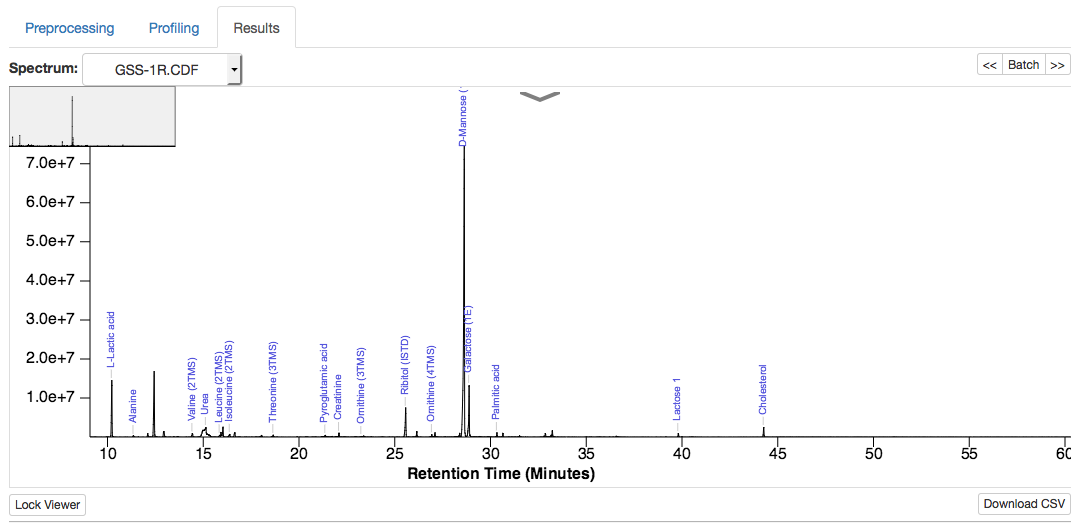 Preprocessing Profiling Results
Spectrum: GSS-1R.CDF << Batch >>
7.0e+7
6.0e+7
5.0e+7
4.0e+7
3.0e+7
2.0e+7
1.0e+7
L-Lactic acid
Alanine
Valine (2TMS)
Urea
Leucine (2TMS)
Isoleucine (2TMS)
Threonine (3TMS)
Pyroglutamic acid
Creatinine
Ornithine (3TMS)
Ribitol (ISTD)
Ornithine (4TMS)
D-Mannose (
Galactose (1E)
Palmitic acid
Lactose 1
Cholesterol
10 15 20 25 30 35 40 45 50 55 60
Retention Time (Minutes)
Lock Viewer Download CSV